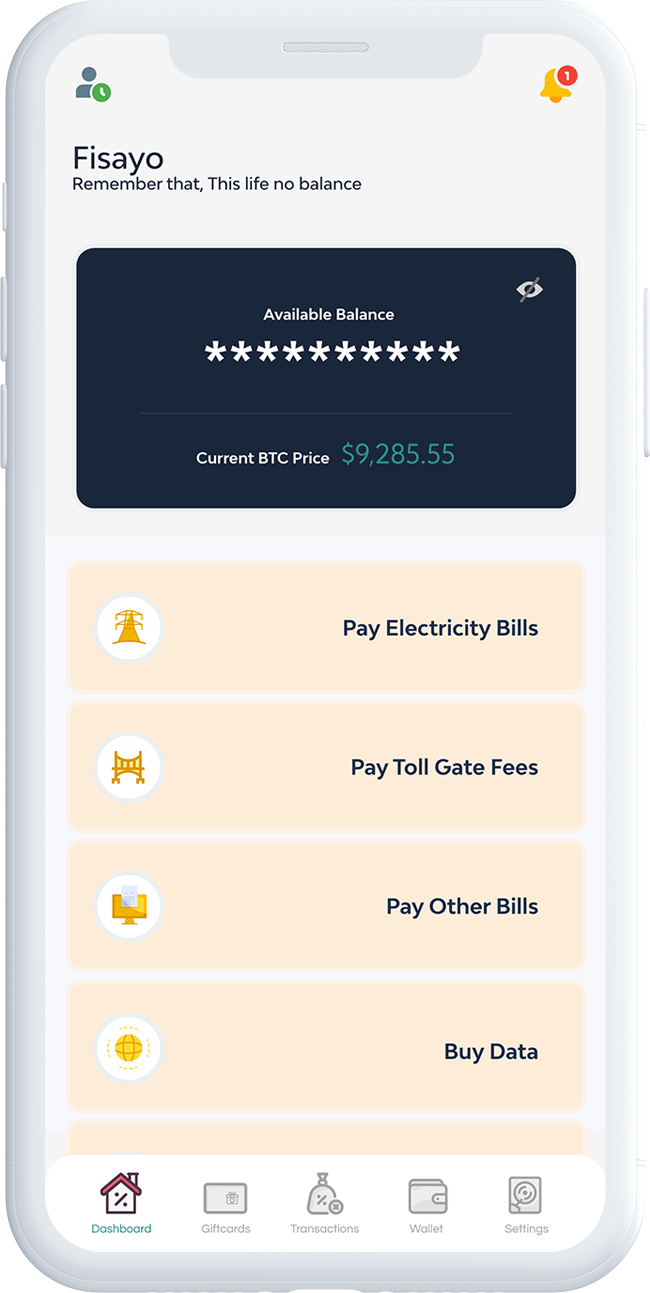 1
Fisayo
Remember that, This life no balance
Available Balance
**********
Current BTC Price $9,285.55
Pay Electricity Bills
Pay Toll Gate Fees
Pay Other Bills
Buy Data
Dashboard Giftcards Transactions Wallet Settings